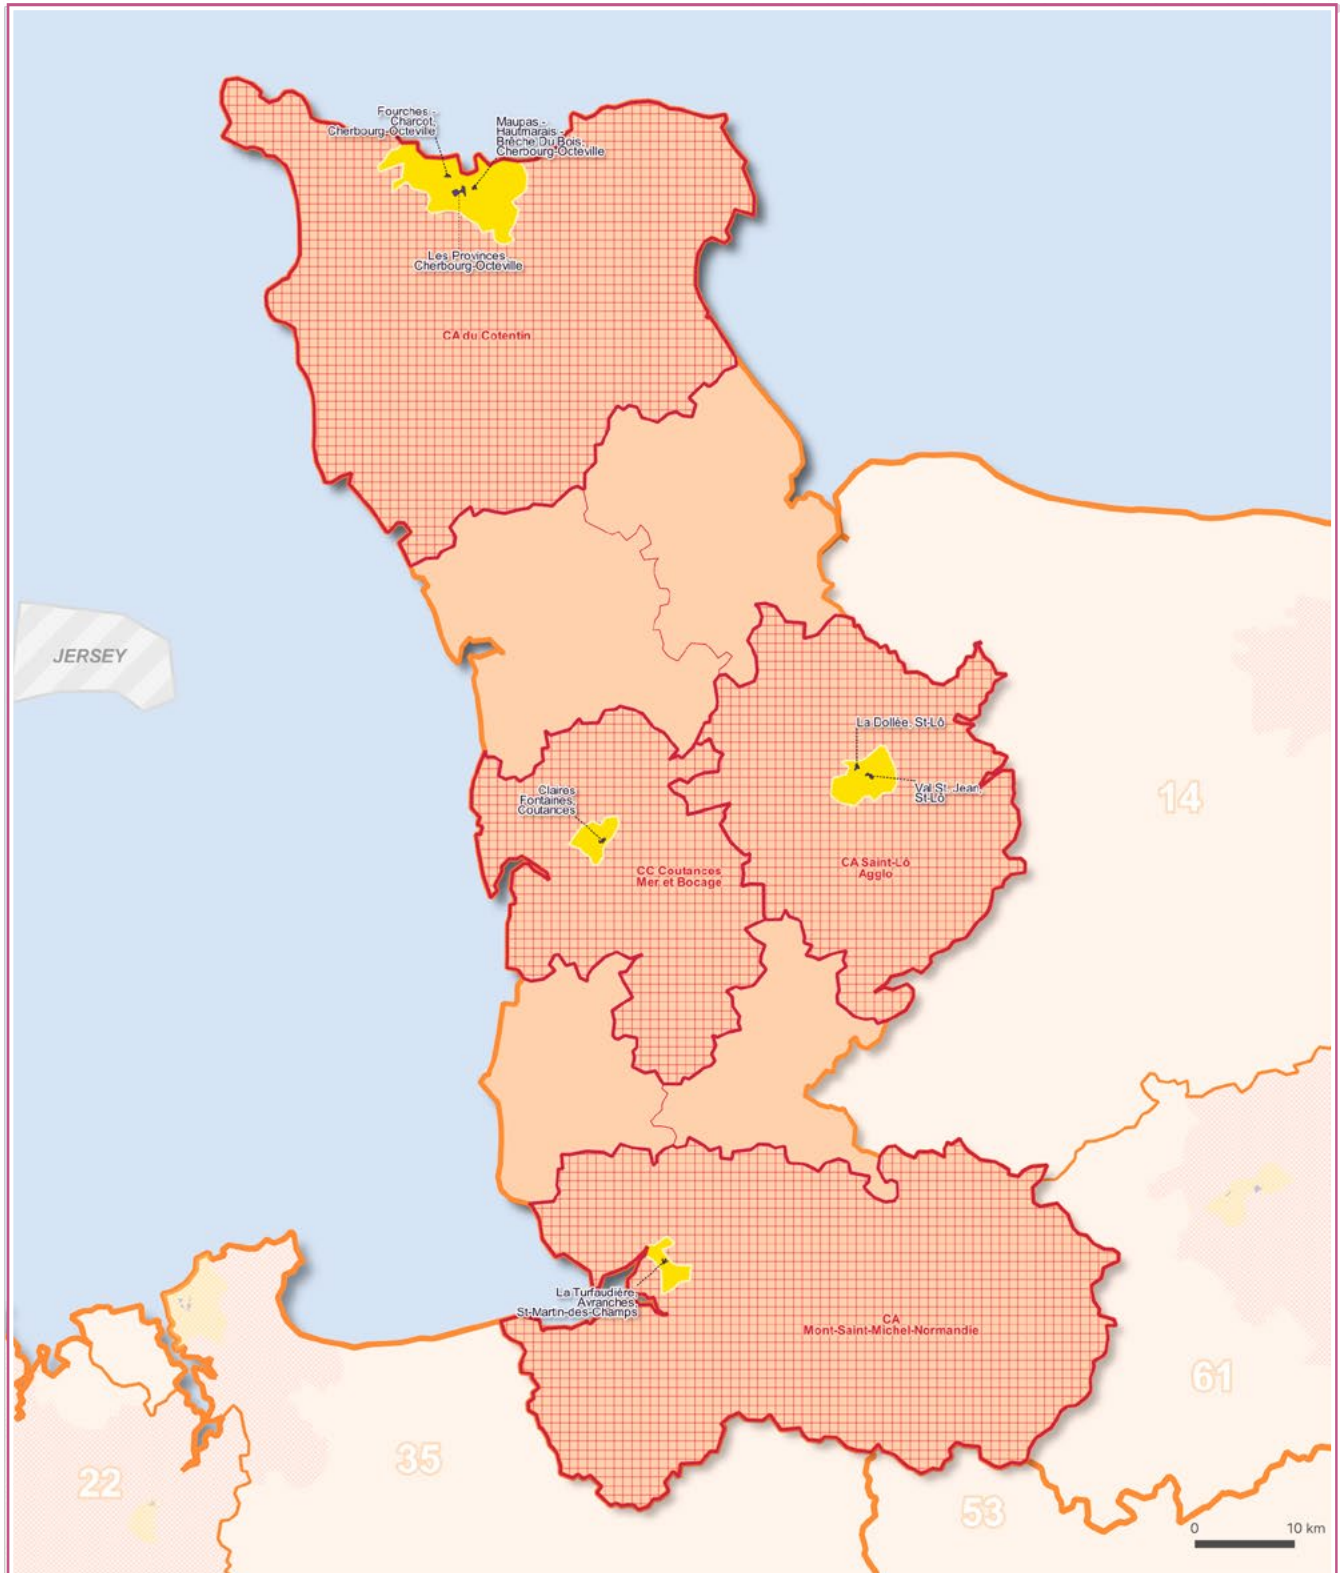 Fourches -
Charcot,
Cherbourg-Octeville
Maupas -
Hautmarais -
Brèche Du Bois,
Cherbourg-Octeville
Les Provinces,
Cherbourg-Octeville
CA du Cotentin
JERSEY
La Dollée, St-Lô
Val St. Jean,
St-Lô
14
Claires
Fontaines,
Coutances
CC Coutances
Mer et Bocage
CA Saint-Lô
Agglo
La Turfaudière,
Avranches,
St-Martin-des-Champs
CA
Mont-Saint-Michel-Normandie
61
35
22
53
0 10 km